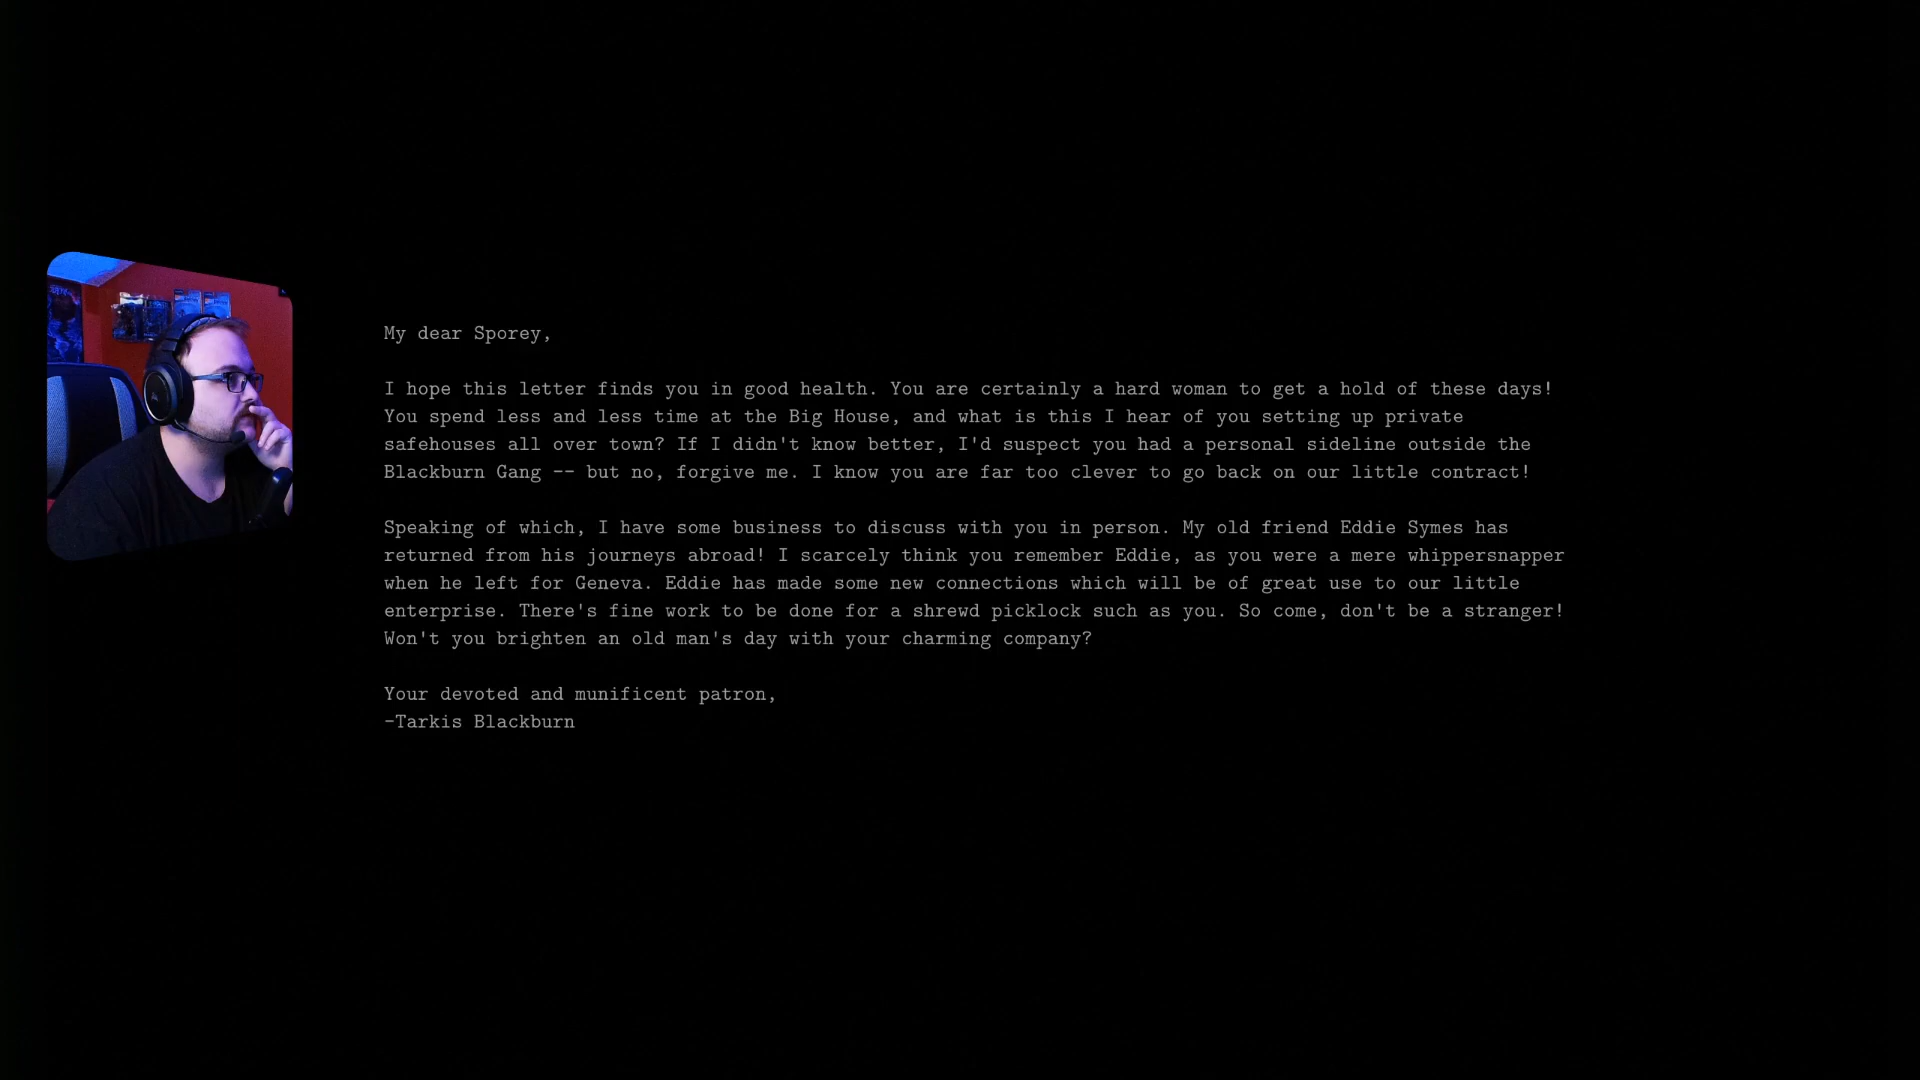 My dear Sporey,
I hope this letter finds you in good health. You are certainly a hard woman to get a hold of these days!
You spend less and less time at the Big House, and what is this I hear of you setting up private
safehouses all over town? If I didn't know better, I'd suspect you had a personal sideline outside the
Blackburn Gang -- but no, forgive me. I know you are far too clever to go back on our little contract!
Speaking of which, I have some business to discuss with you in person. My old friend Eddie Symes has
returned from his journeys abroad! I scarcely think you remember Eddie, as you were a mere whippersnapper
when he left for Geneva. Eddie has made some new connections which will be of great use to our little
enterprise. There's fine work to be done for a shrewd picklock such as you. So come, don't be a stranger!
Won't you brighten an old man's day with your charming company?
Your devoted and munificent patron,
-Tarkis Blackburn